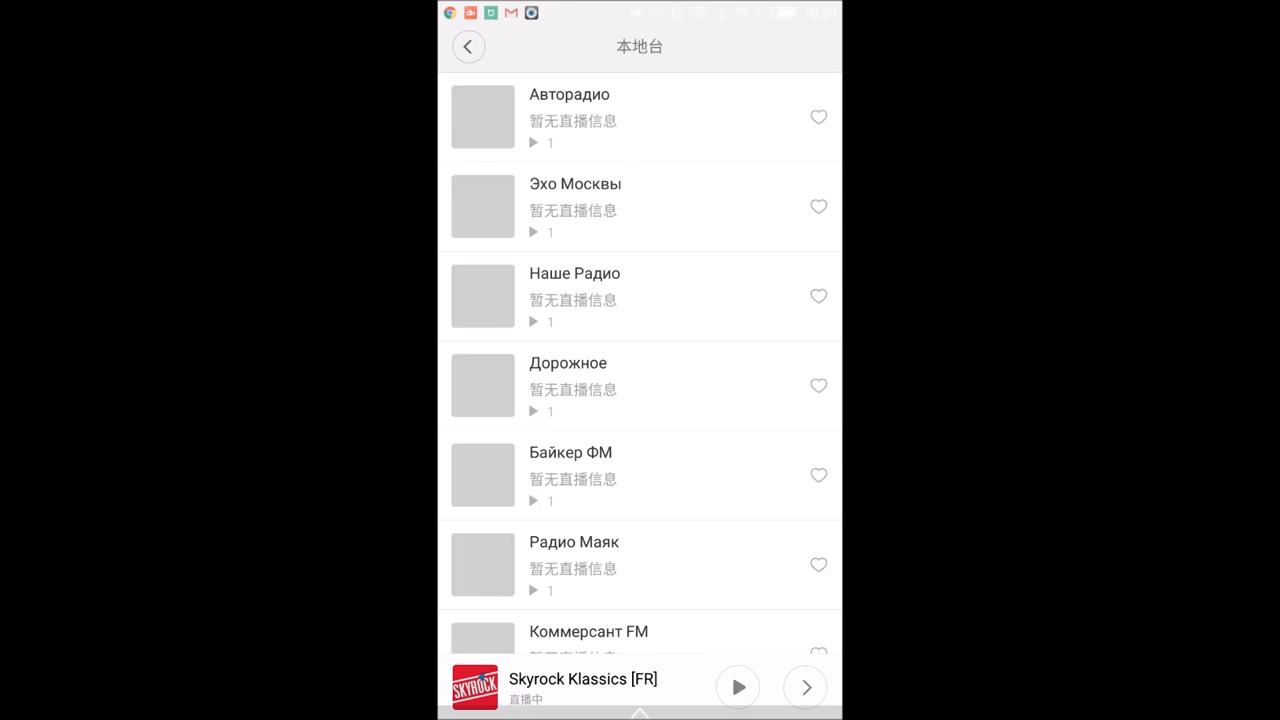 本地台
Авторадио
暂无直播信息
1
Эхо Москвы
暂无直播信息
1
Наше Радио
暂无直播信息
1
Дорожное
暂无直播信息
1
Байкер ФМ
暂无直播信息
1
Радио Маяк
暂无直播信息
1
Коммерсант FM
SKYROCK
Skyrock Klassics [FR]
直播中